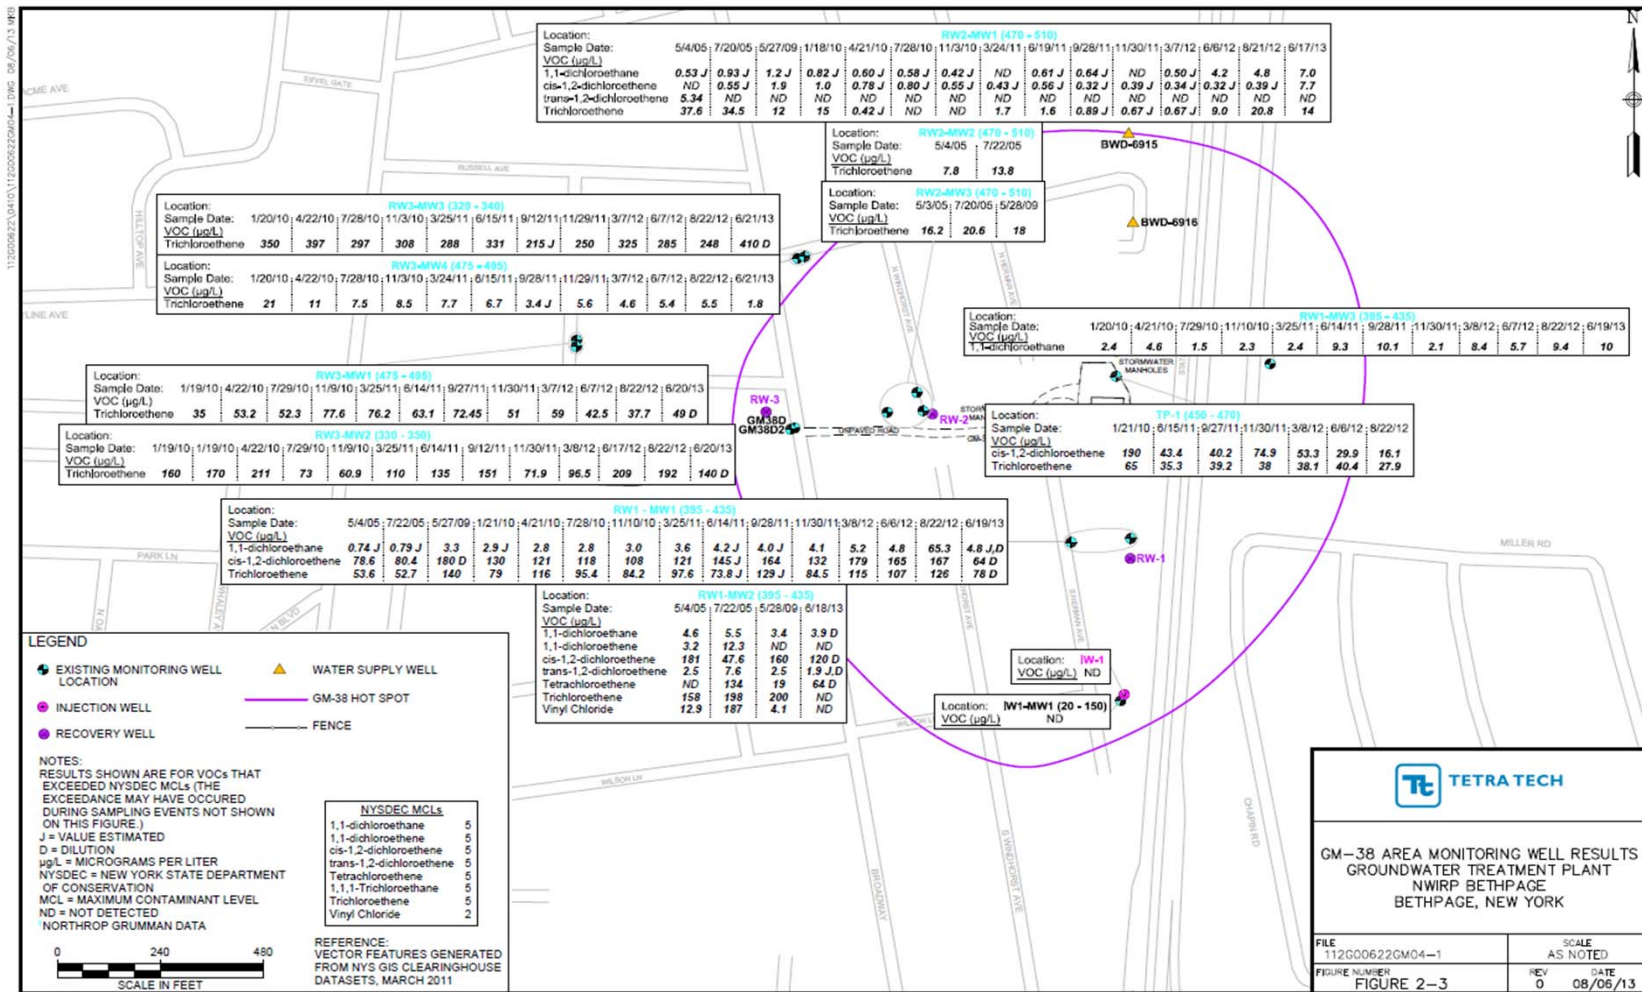 112G00622\0410\112G00622GM04-1.DWG 08/06/13 MKB
N
ACME AVE
REVEL GATE
RUSSELL AVE
HILLTOP AVE
Location: RW2-MW1 (470 - 510)
Sample Date: 5/4/05 7/20/05 5/27/09 1/18/10 4/21/10 7/28/10 11/3/10 3/24/11 6/19/11 9/28/11 11/30/11 3/7/12 6/6/12 8/21/12 6/17/13
VOC (µg/L)
1,1-dichloroethane 0.53 J 0.93 J 1.2 J 0.82 J 0.60 J 0.58 J 0.42 J ND 0.61 J 0.64 J ND 0.50 J 4.2 4.8 7.0
cis-1,2-dichloroethene ND 0.55 J 1.9 1.0 0.78 J 0.80 J 0.55 J 0.43 J 0.56 J 0.32 J 0.39 J 0.34 J 0.32 J 0.39 J 7.7
trans-1,2-dichloroethene 5.34 ND ND ND ND ND ND ND ND ND ND ND ND ND ND
Trichloroethene 37.6 34.5 12 15 0.42 J ND ND 1.7 1.6 0.89 J 0.67 J 0.67 J 9.0 20.8 14
Location: RW2-MW2 (470 - 510)
Sample Date: 5/4/05 7/22/05
VOC (µg/L)
Trichloroethene 7.8 13.8
BWD-6915
Location: RW2-MW3 (470 - 510)
Sample Date: 5/3/05 7/20/05 5/28/09
VOC (µg/L)
Trichloroethene 16.2 20.6 18
BWD-6916
Location: RW3-MW3 (320 - 340)
Sample Date: 1/20/10 4/22/10 7/28/10 11/3/10 3/25/11 6/15/11 9/12/11 11/29/11 3/7/12 6/7/12 8/22/12 6/21/13
VOC (µg/L)
Trichloroethene 350 397 297 308 288 331 215 J 250 325 285 248 410 D
Location: RW3-MW4 (475 - 495)
Sample Date: 1/20/10 4/22/10 7/28/10 11/3/10 3/24/11 6/15/11 9/28/11 11/29/11 3/7/12 6/7/12 8/22/12 6/21/13
VOC (µg/L)
Trichloroethene 21 11 7.5 8.5 7.7 6.7 3.4 J 5.6 4.6 5.4 5.5 1.8
N WINDHORST AVE
N HERMAN AVE
LINE AVE
Location: RW1-MW3 (395 - 435)
Sample Date: 1/20/10 4/21/10 7/29/10 11/10/10 3/25/11 6/14/11 9/28/11 11/30/11 3/8/12 6/7/12 8/22/12 6/19/13
VOC (µg/L)
1,1-dichloroethane 2.4 4.6 1.5 2.3 2.4 9.3 10.1 2.1 8.4 5.7 9.4 10
STORMWATER
MANHOLES
Location: RW3-MW1 (475 - 495)
Sample Date: 1/19/10 4/22/10 7/29/10 11/9/10 3/25/11 6/14/11 9/27/11 11/30/11 3/7/12 6/7/12 8/22/12 6/20/13
VOC (µg/L)
Trichloroethene 35 53.2 52.3 77.6 76.2 63.1 72.45 51 59 42.5 37.7 49 D
RW-3
GM38D
GM38D2
RW-2
UNPAVED ROAD
Location: TP-1 (450 - 470)
Sample Date: 1/21/10 6/15/11 9/27/11 11/30/11 3/8/12 6/6/12 8/22/12
VOC (µg/L)
cis-1,2-dichloroethene 190 43.4 40.2 74.9 53.3 29.9 16.1
Trichloroethene 65 35.3 39.2 38 38.1 40.4 27.9
Location: RW3-MW2 (330 - 350)
Sample Date: 1/19/10 1/19/10 4/22/10 7/29/10 11/9/10 3/25/11 6/14/11 9/12/11 11/30/11 3/8/12 6/17/12 8/22/12 6/20/13
VOC (µg/L)
Trichloroethene 160 170 211 73 60.9 110 135 151 71.9 96.5 209 192 140 D
Location: RW1 - MW1 (395 - 435)
Sample Date: 5/4/05 7/22/05 5/27/09 1/21/10 4/21/10 7/28/10 11/10/10 3/25/11 6/14/11 9/28/11 11/30/11 3/8/12 6/6/12 8/22/12 6/19/13
VOC (µg/L)
1,1-dichloroethane 0.74 J 0.79 J 3.3 2.9 J 2.8 2.8 3.0 3.6 4.2 J 4.0 J 4.1 5.2 4.8 65.3 4.8 J,D
cis-1,2-dichloroethene 78.6 80.4 180 D 130 121 118 108 121 145 J 164 132 179 165 167 64 D
Trichloroethene 53.6 52.7 140 79 116 95.4 84.2 97.6 73.8 J 129 J 84.5 115 107 126 78 D
PARK LN
MILLER RD
RW-1
Location: RW1-MW2 (395 - 435)
Sample Date: 5/4/05 7/22/05 5/28/09 6/18/13
VOC (µg/L)
1,1-dichloroethane 4.6 5.5 3.4 3.9 D
1,1-dichloroethene 3.2 12.3 ND ND
cis-1,2-dichloroethene 181 47.6 160 120 D
trans-1,2-dichloroethene 2.5 7.6 2.5 1.9 J,D
Tetrachloroethene ND 134 19 64 D
Trichloroethene 158 198 200 ND
Vinyl Chloride 12.9 187 4.1 ND
S HERMAN AVE
Location: IW-1
VOC (µg/L) ND
Location: IW1-MW1 (20 - 150)
VOC (µg/L) ND
WILSON LN
WILSON LN
S WINDHORST AVE
BROADWAY
CHAPIN RD
LEGEND
EXISTING MONITORING WELL LOCATION
WATER SUPPLY WELL
INJECTION WELL
GM-38 HOT SPOT
RECOVERY WELL
FENCE
NOTES:
RESULTS SHOWN ARE FOR VOCs THAT
EXCEEDED NYSDEC MCLs (THE
EXCEEDANCE MAY HAVE OCCURED
DURING SAMPLING EVENTS NOT SHOWN
ON THIS FIGURE.)
J = VALUE ESTIMATED
D = DILUTION
µg/L = MICROGRAMS PER LITER
NYSDEC = NEW YORK STATE DEPARTMENT
OF CONSERVATION
MCL = MAXIMUM CONTAMINANT LEVEL
ND = NOT DETECTED
NORTHROP GRUMMAN DATA
NYSDEC MCLs
1,1-dichloroethane 5
1,1-dichloroethene 5
cis-1,2-dichloroethene 5
trans-1,2-dichloroethene 5
Tetrachloroethene 5
1,1,1-Trichloroethane 5
Trichloroethene 5
Vinyl Chloride 2
0 240 480
SCALE IN FEET
REFERENCE:
VECTOR FEATURES GENERATED
FROM NYS GIS CLEARINGHOUSE
DATASETS, MARCH 2011
Tt TETRA TECH
GM-38 AREA MONITORING WELL RESULTS
GROUNDWATER TREATMENT PLANT
NWIRP BETHPAGE
BETHPAGE, NEW YORK
FILE 112G00622GM04-1
SCALE AS NOTED
FIGURE NUMBER FIGURE 2-3
REV 0
DATE 08/06/13